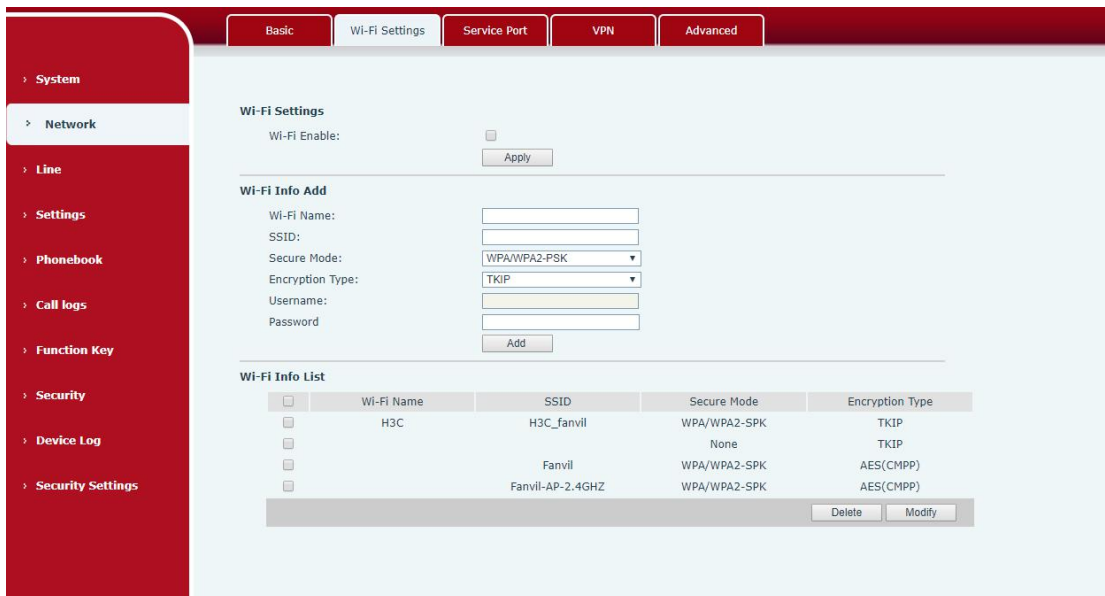 Basic
Wi-Fi Settings
Service Port
VPN
Advanced
› System
› Network
› Line
› Settings
› Phonebook
› Call logs
› Function Key
› Security
› Device Log
› Security Settings
Wi-Fi Settings
Wi-Fi Enable:
Apply
Wi-Fi Info Add
Wi-Fi Name:
SSID:
Secure Mode: WPA/WPA2-PSK
Encryption Type: TKIP
Username:
Password
Add
Wi-Fi Info List
Wi-Fi Name SSID Secure Mode Encryption Type
H3C H3C_fanvil WPA/WPA2-SPK TKIP
None TKIP
Fanvil WPA/WPA2-SPK AES(CMPP)
Fanvil-AP-2.4GHZ WPA/WPA2-SPK AES(CMPP)
Delete Modify